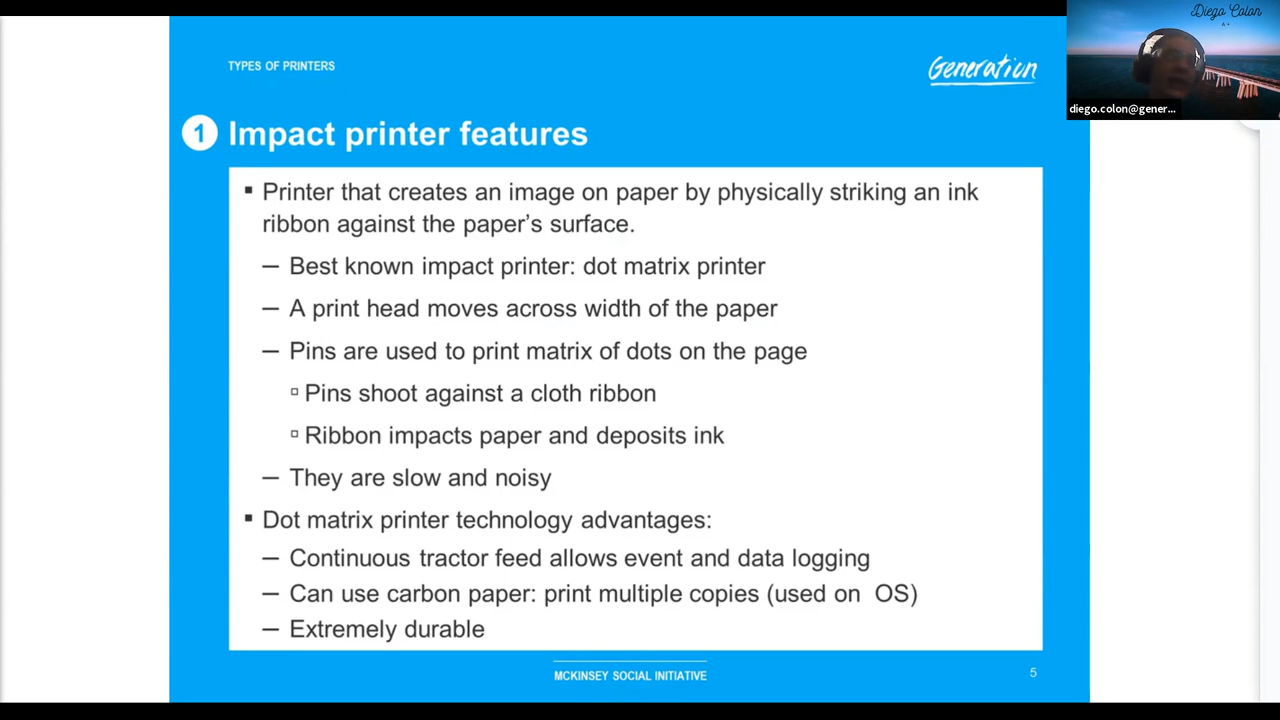 TYPES OF PRINTERS
Generation
Diego Colon
diego.colon@gener...
1 Impact printer features
▪ Printer that creates an image on paper by physically striking an ink
ribbon against the paper's surface.
– Best known impact printer: dot matrix printer
– A print head moves across width of the paper
– Pins are used to print matrix of dots on the page
▫ Pins shoot against a cloth ribbon
▫ Ribbon impacts paper and deposits ink
– They are slow and noisy
▪ Dot matrix printer technology advantages:
– Continuous tractor feed allows event and data logging
– Can use carbon paper: print multiple copies (used on OS)
– Extremely durable
MCKINSEY SOCIAL INITIATIVE
5